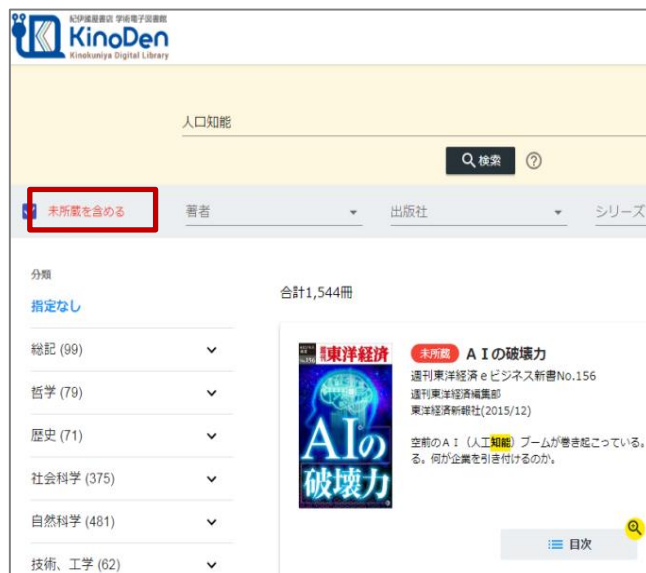 紀伊國屋書店 学術電子図書館
KinoDen
Kinokuniya Digital Library
人口知能
検索
未所蔵を含める
著者
出版社
シリーズ
分類
指定なし
総記 (99)
哲学 (79)
歴史 (71)
社会科学 (375)
自然科学 (481)
技術、工学 (62)
合計1,544冊
東洋経済
AIの
破壊力
未所蔵 ＡＩの破壊力
週刊東洋経済ｅビジネス新書No.156
週刊東洋経済編集部
東洋経済新報社(2015/12)
空前のＡＩ（人工知能）ブームが巻き起こっている。
る。何が企業を引き付けるのか。
目次